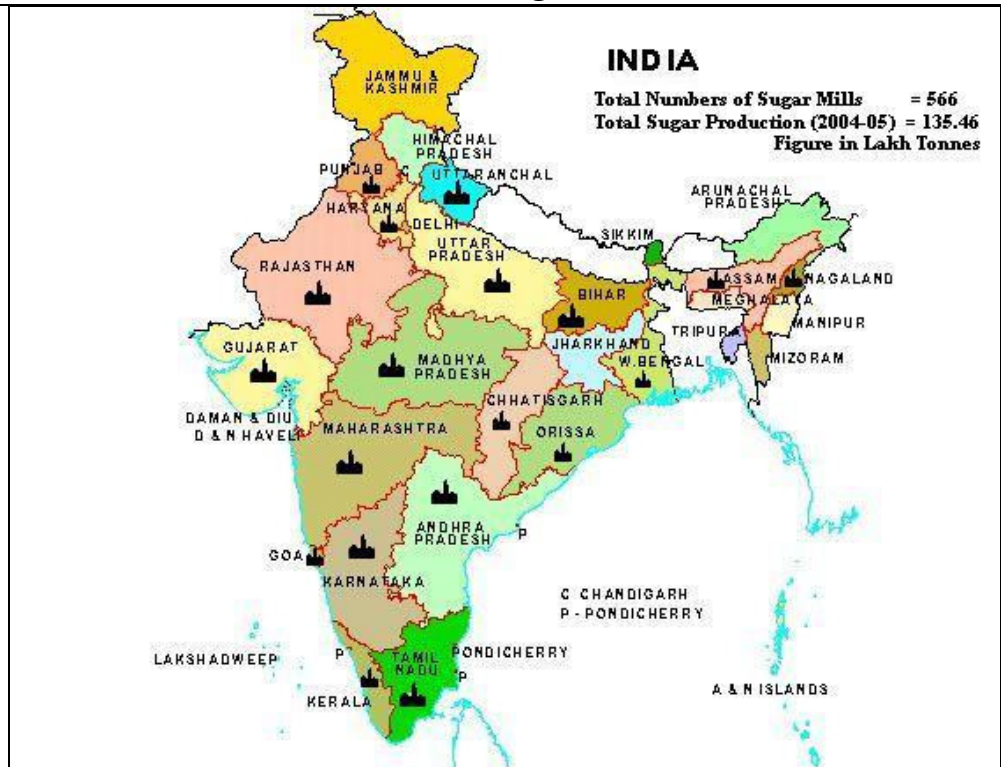 INDIA
Total Numbers of Sugar Mills = 566
Total Sugar Production (2004-05) = 135.46
Figure in Lakh Tonnes
JAMMU &
KASHMIR
HIMACHAL
PRADESH
PUNJAB
C
UTTARANCHAL
ARUNACHAL
PRADESH
HARYANA
DELHI
UTTAR
PRADESH
SIKKIM
RAJASTHAN
ASSAM
NAGALAND
BIHAR
MEGHALAYA
MANIPUR
TRIPURA
GUJARAT
JHARKHAND
MADHYA
PRADESH
W.BENGAL
MIZORAM
CHHATISGARH
DAMAN & DIU
D & N HAVELI
MAHARASHTRA
ORISSA
ANDHRA
PRADESH
P
GOA
KARNATAKA
C CHANDIGARH
P - PONDICHERRY
LAKSHADWEEP
P
TAMIL
NADU
PONDICHERRY
P
KERALA
A & N ISLANDS